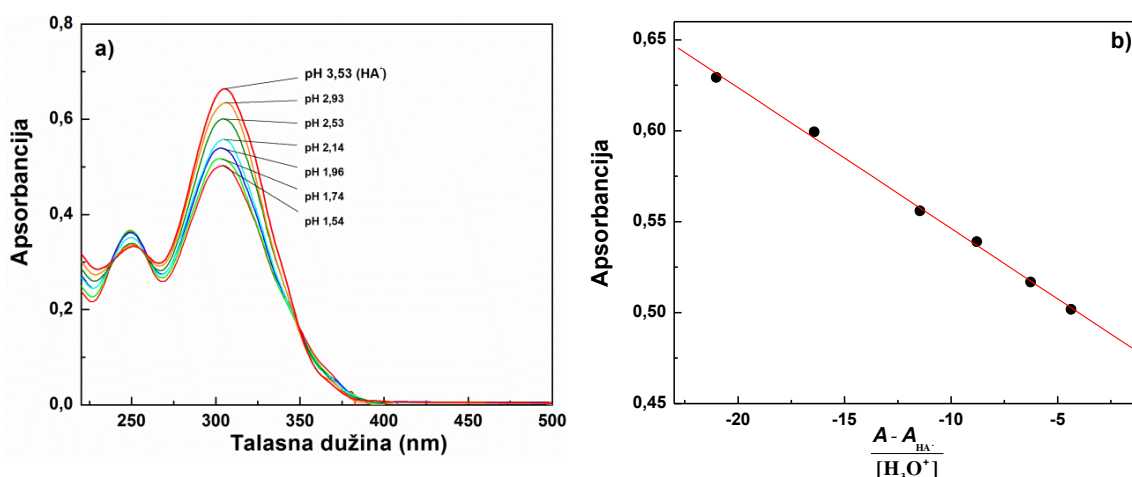 a)
0,8
0,6
0,4
0,2
0,0
Apsorbancija
pH 3,53 (HA⁻)
pH 2,93
pH 2,53
pH 2,14
pH 1,96
pH 1,74
pH 1,54
250
300
350
400
450
500
Talasna dužina (nm)
b)
0,65
0,60
0,55
0,50
0,45
Apsorbancija
-20
-15
-10
-5
A - A HA⁻
[H₃O⁺]